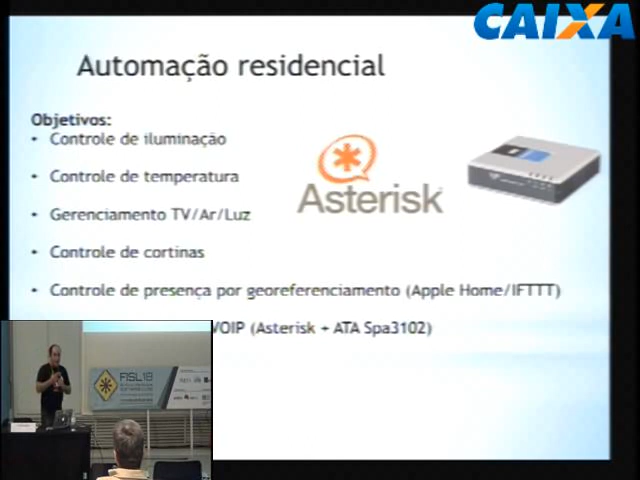 CAIXA
Automação residencial
Objetivos:
• Controle de iluminação
• Controle de temperatura
• Gerenciamento TV/Ar/Luz
• Controle de cortinas
• Controle de presença por georeferenciamento (Apple Home/IFTTT)
VOIP (Asterisk + ATA Spa3102)
Asterisk
FISL18